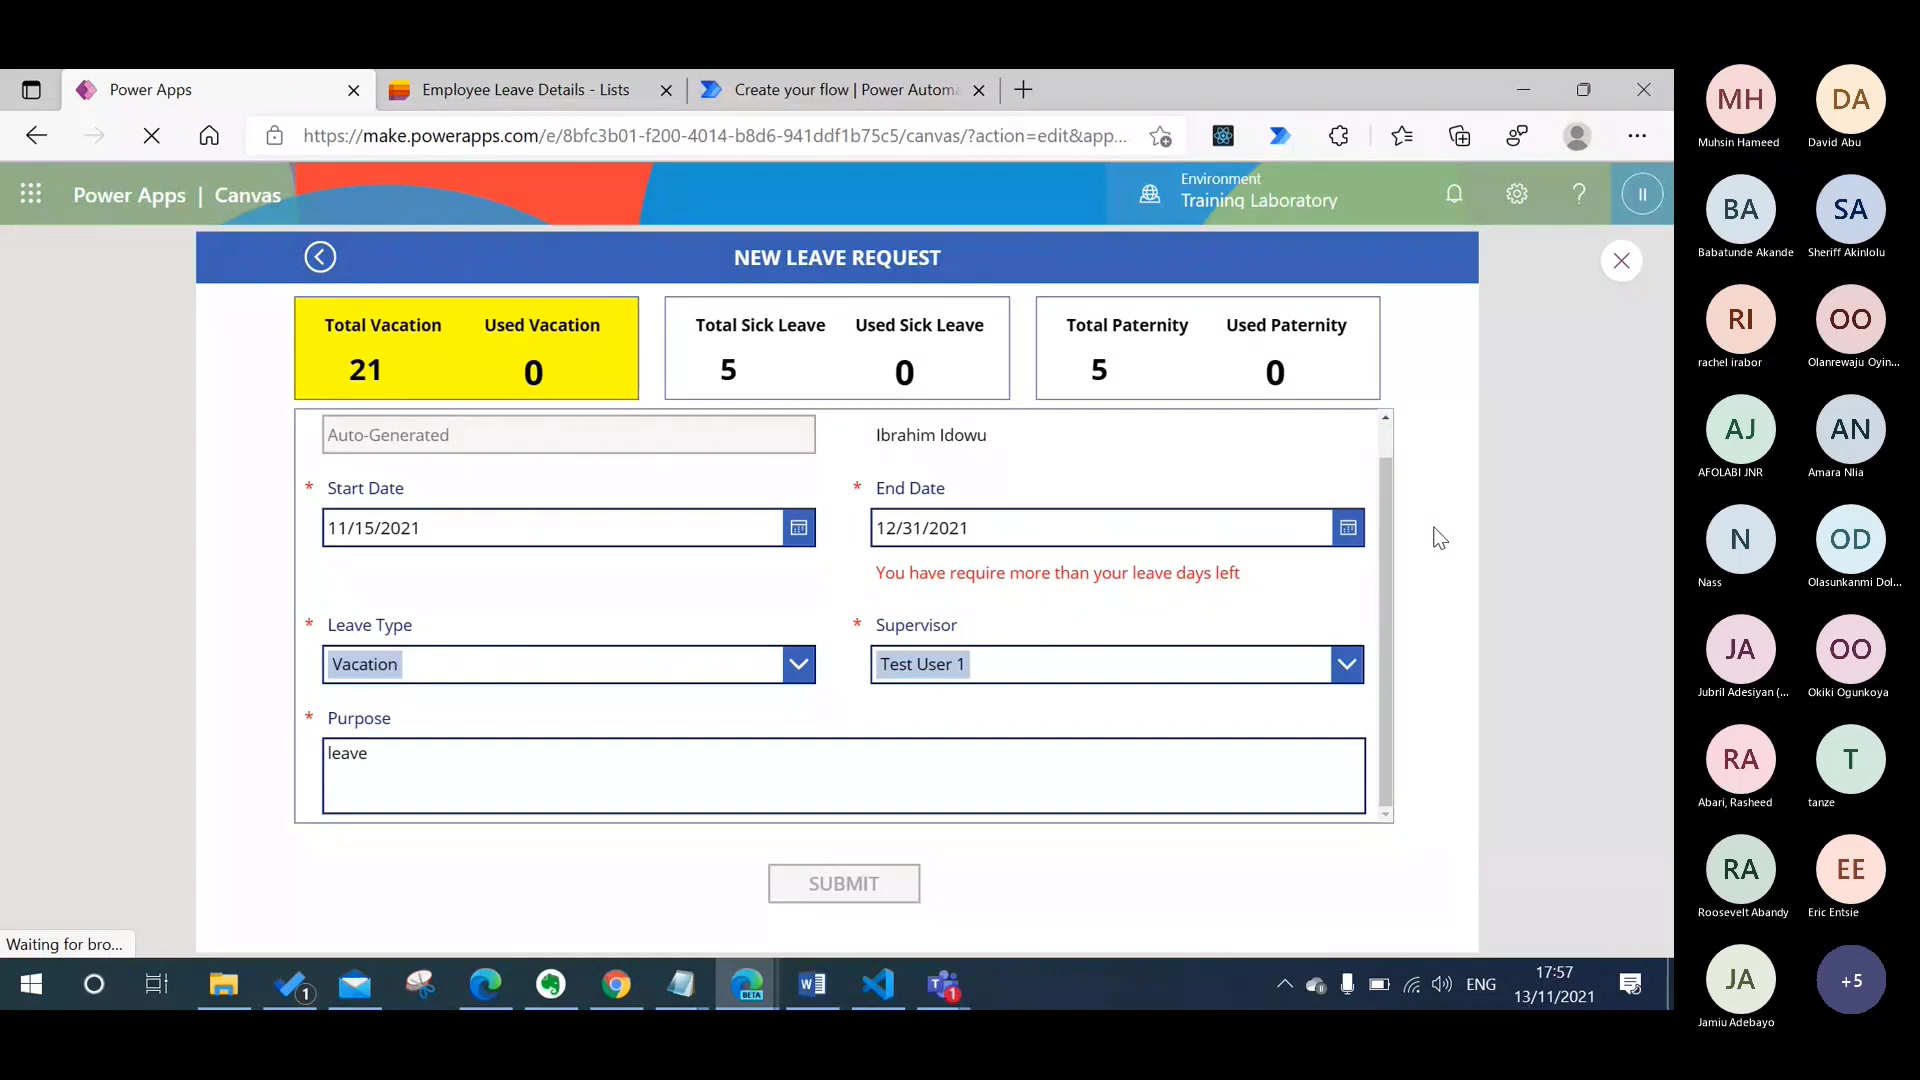 Power Apps
Employee Leave Details - Lists
Create your flow | Power Automa
https://make.powerapps.com/e/8bfc3b01-f200-4014-b8d6-941ddf1b75c5/canvas/?action=edit&app...
Power Apps | Canvas
Environment
Training Laboratory
II
NEW LEAVE REQUEST
Total Vacation
Used Vacation
21
0
Total Sick Leave
Used Sick Leave
5
0
Total Paternity
Used Paternity
5
0
Auto-Generated
Ibrahim Idowu
* Start Date
* End Date
11/15/2021
12/31/2021
You have require more than your leave days left
* Leave Type
* Supervisor
Vacation
Test User 1
* Purpose
leave
SUBMIT
Waiting for bro...
1
BETA
1
ENG
17:57
13/11/2021
MH
Muhsin Hameed
DA
David Abu
BA
Babatunde Akande
SA
Sheriff Akinlolu
RI
rachel irabor
OO
Olanrewaju Oyin...
AJ
AFOLABI JNR
AN
Amara Nlia
N
Nass
OD
Olasunkanmi Dol...
JA
Jubril Adesiyan (...
OO
Okiki Ogunkoya
RA
Abari, Rasheed
T
tanze
RA
Roosevelt Abandy
EE
Eric Entsie
JA
Jamiu Adebayo
+5